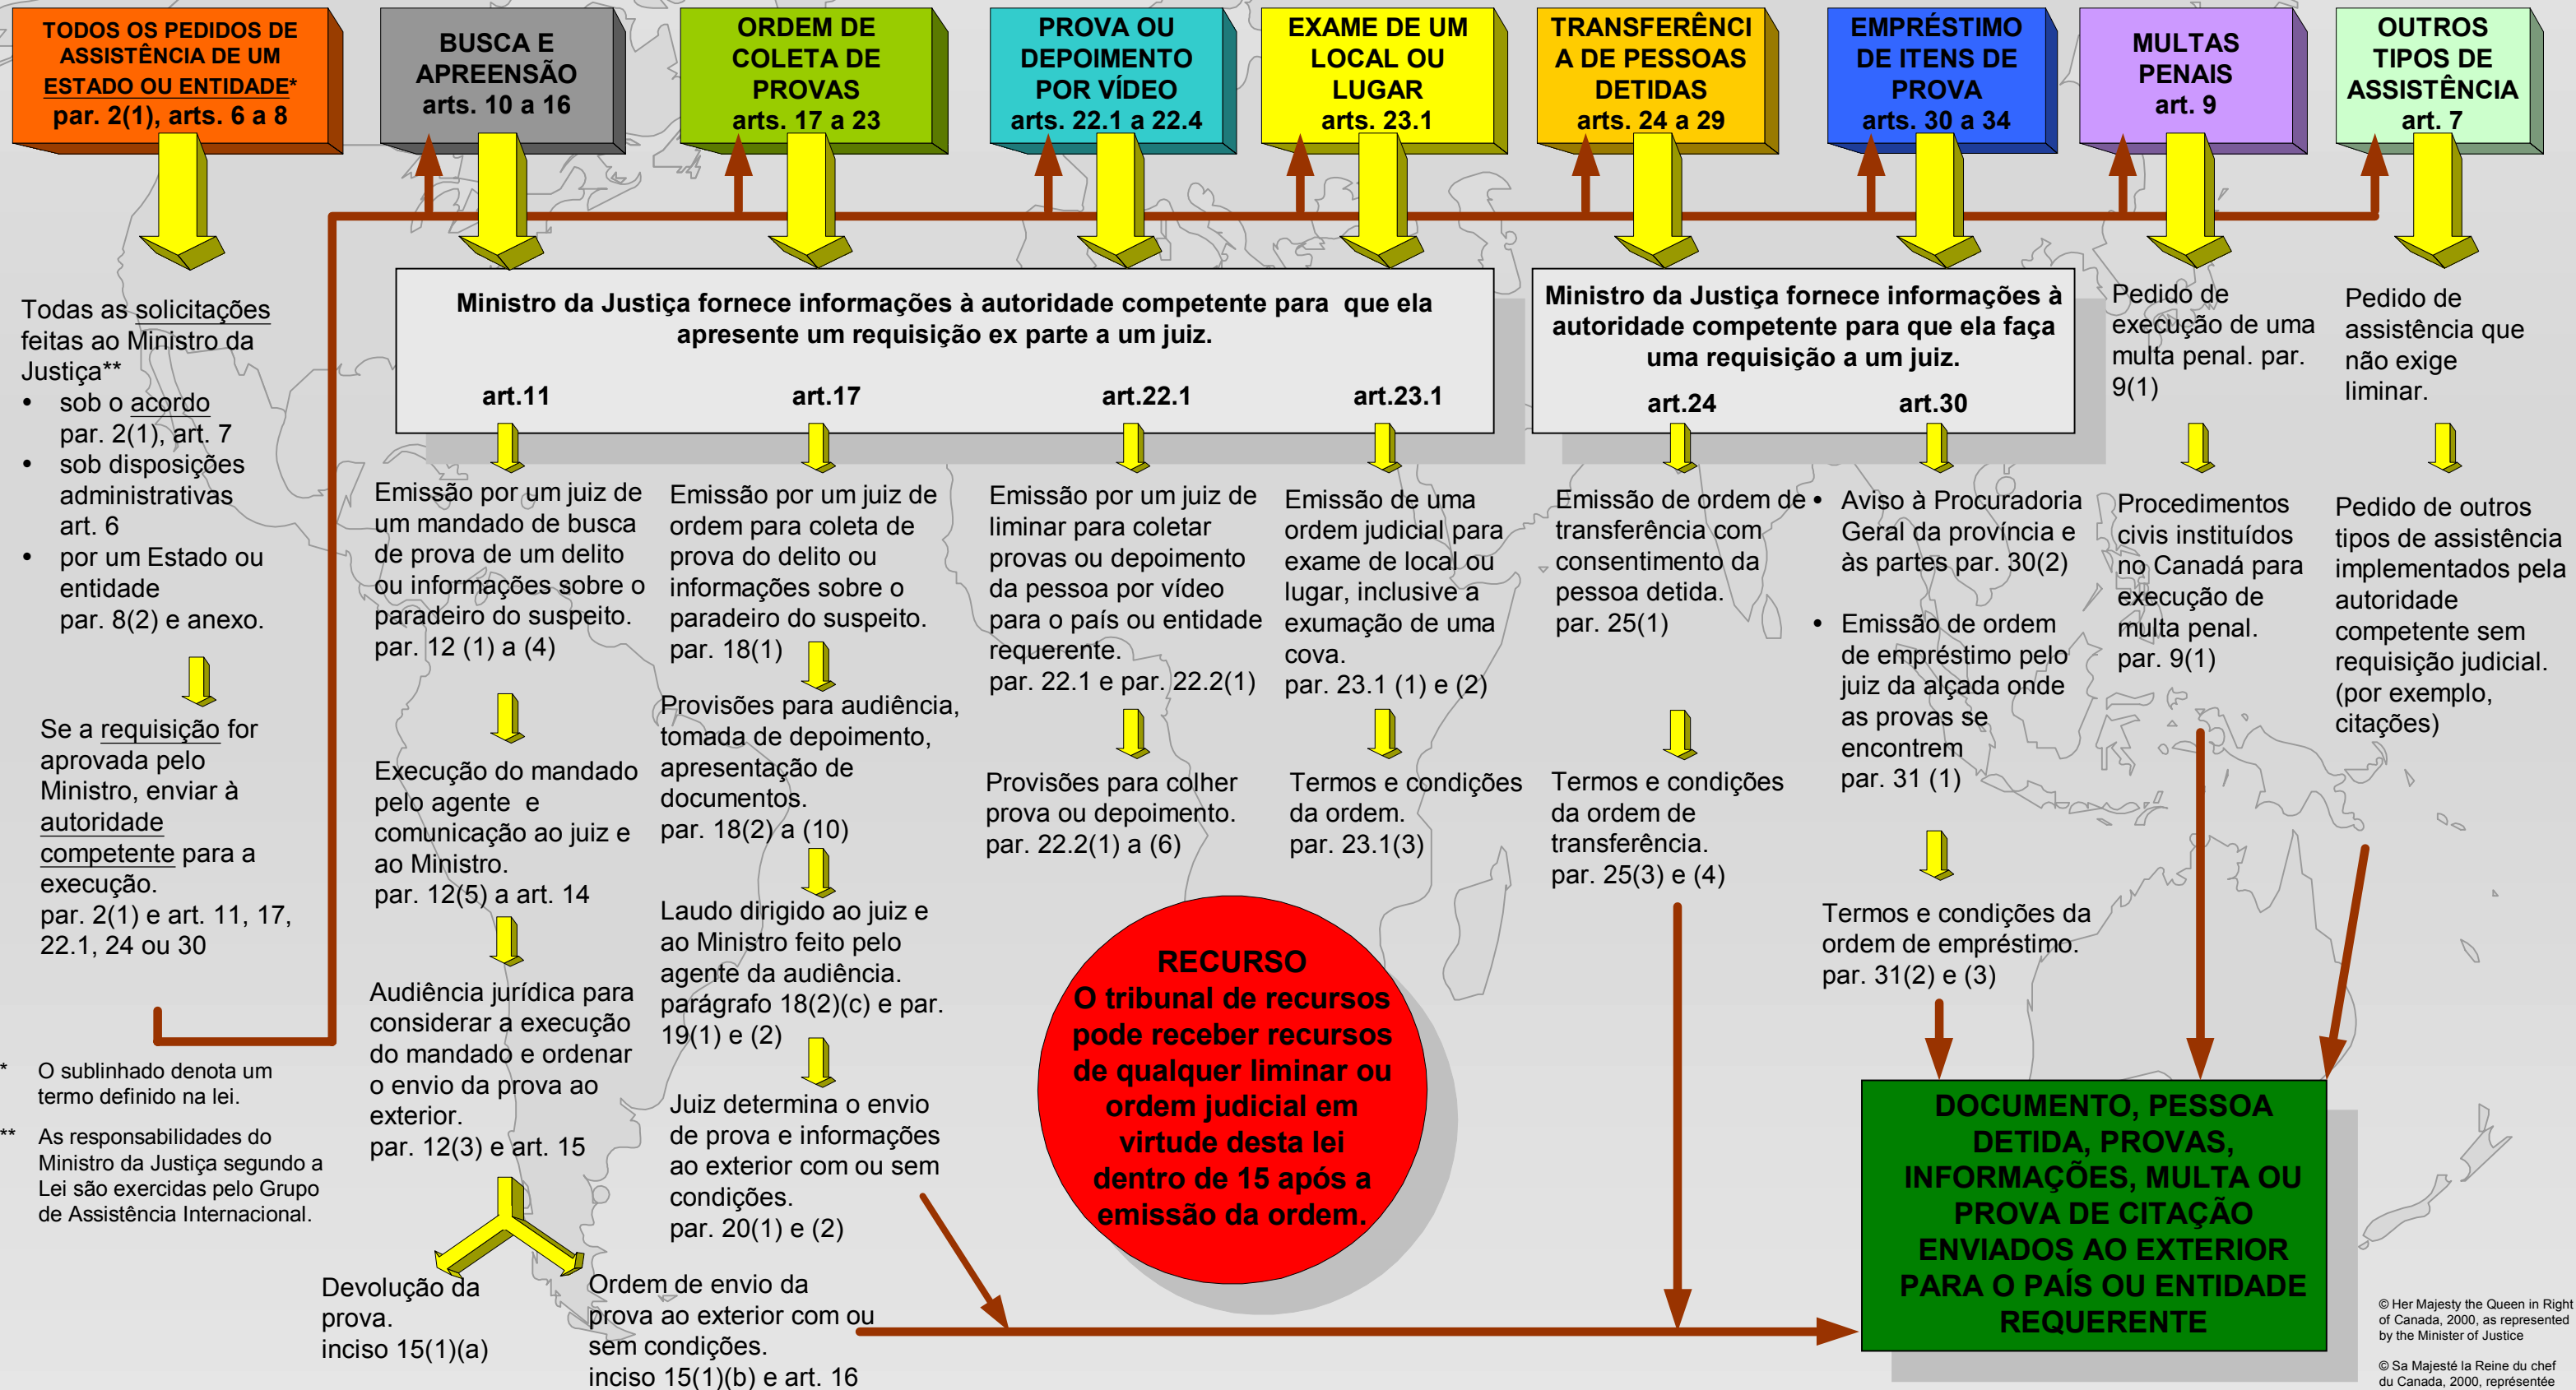 TODOS OS PEDIDOS DE
ASSISTÊNCIA DE UM
ESTADO OU ENTIDADE*
par. 2(1), arts. 6 a 8
BUSCA E
APREENSÃO
arts. 10 a 16
ORDEM DE
COLETA DE
PROVAS
arts. 17 a 23
PROVA OU
DEPOIMENTO
POR VÍDEO
arts. 22.1 a 22.4
EXAME DE UM
LOCAL OU
LUGAR
arts. 23.1
TRANSFERÊNCI
A DE PESSOAS
DETIDAS
arts. 24 a 29
EMPRÉSTIMO
DE ITENS DE
PROVA
arts. 30 a 34
MULTAS
PENAIS
art. 9
OUTROS
TIPOS DE
ASSISTÊNCIA
art. 7
Todas as solicitações
feitas ao Ministro da
Justiça**
• sob o acordo
par. 2(1), art. 7
• sob disposições
administrativas
art. 6
• por um Estado ou
entidade
par. 8(2) e anexo.
Se a requisição for
aprovada pelo
Ministro, enviar à
autoridade
competente para a
execução.
par. 2(1) e art. 11, 17,
22.1, 24 ou 30
* O sublinhado denota um
termo definido na lei.
** As responsabilidades do
Ministro da Justiça segundo a
Lei são exercidas pelo Grupo
de Assistência Internacional.
Ministro da Justiça fornece informações à autoridade competente para que ela
apresente um requisição ex parte a um juiz.
art.11 art.17 art.22.1 art.23.1
Ministro da Justiça fornece informações à
autoridade competente para que ela faça
uma requisição a um juiz.
art.24 art.30
Emissão por um juiz de
um mandado de busca
de prova de um delito
ou informações sobre o
paradeiro do suspeito.
par. 12 (1) a (4)
Execução do mandado
pelo agente e
comunicação ao juiz e
ao Ministro.
par. 12(5) a art. 14
Audiência jurídica para
considerar a execução
do mandado e ordenar
o envio da prova ao
exterior.
par. 12(3) e art. 15
Devolução da
prova.
inciso 15(1)(a)
Ordem de envio da
prova ao exterior com ou
sem condições.
inciso 15(1)(b) e art. 16
Emissão por um juiz de
ordem para coleta de
prova do delito ou
informações sobre o
paradeiro do suspeito.
par. 18(1)
Provisões para audiência,
tomada de depoimento,
apresentação de
documentos.
par. 18(2) a (10)
Laudo dirigido ao juiz e
ao Ministro feito pelo
agente da audiência.
parágrafo 18(2)(c) e par.
19(1) e (2)
Juiz determina o envio
de prova e informações
ao exterior com ou sem
condições.
par. 20(1) e (2)
Emissão por um juiz de
liminar para coletar
provas ou depoimento
da pessoa por vídeo
para o país ou entidade
requerente.
par. 22.1 e par. 22.2(1)
Provisões para colher
prova ou depoimento.
par. 22.2(1) a (6)
Emissão de uma
ordem judicial para
exame de local ou
lugar, inclusive a
exumação de uma
cova.
par. 23.1 (1) e (2)
Termos e condições
da ordem.
par. 23.1(3)
RECURSO
O tribunal de recursos
pode receber recursos
de qualquer liminar ou
ordem judicial em
virtude desta lei
dentro de 15 após a
emissão da ordem.
Emissão de ordem de
transferência com
consentimento da
pessoa detida.
par. 25(1)
Termos e condições
da ordem de
transferência.
par. 25(3) e (4)
• Aviso à Procuradoria
Geral da província e
às partes par. 30(2)
• Emissão de ordem
de empréstimo pelo
juiz da alçada onde
as provas se
encontrem
par. 31 (1)
Termos e condições da
ordem de empréstimo.
par. 31(2) e (3)
Pedido de
execução de uma
multa penal. par.
9(1)
Procedimentos
civis instituídos
no Canadá para
execução de
multa penal.
par. 9(1)
Pedido de
assistência que
não exige
liminar.
Pedido de outros
tipos de assistência
implementados pela
autoridade
competente sem
requisição judicial.
(por exemplo,
citações)
DOCUMENTO, PESSOA
DETIDA, PROVAS,
INFORMAÇÕES, MULTA OU
PROVA DE CITAÇÃO
ENVIADOS AO EXTERIOR
PARA O PAÍS OU ENTIDADE
REQUERENTE
© Her Majesty the Queen in Right
of Canada, 2000, as represented
by the Minister of Justice
© Sa Majesté la Reine du chef
du Canada, 2000, représentée